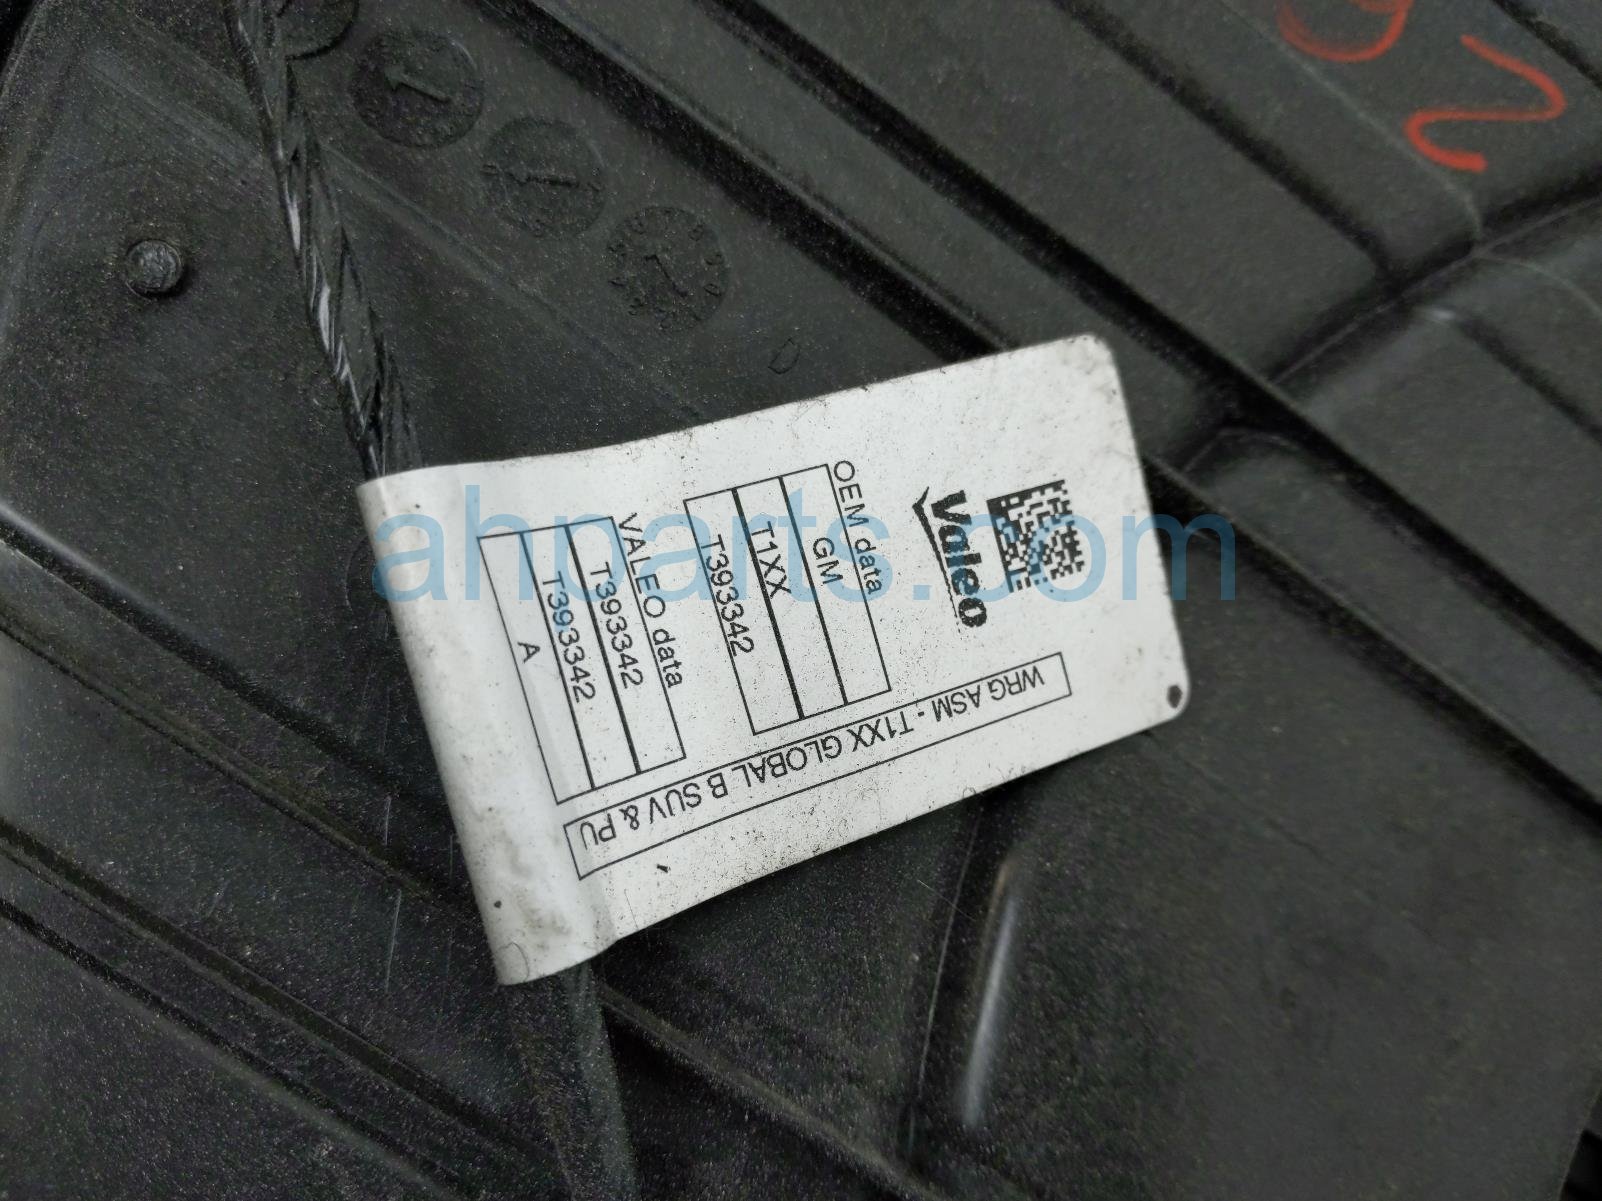 Valeo
OEM data
GM
T1XX
T393342
VALEO data
T393342
T393342
A
WRG ASM - T1XX GLOBAL B SUV & PU
ahparts.com